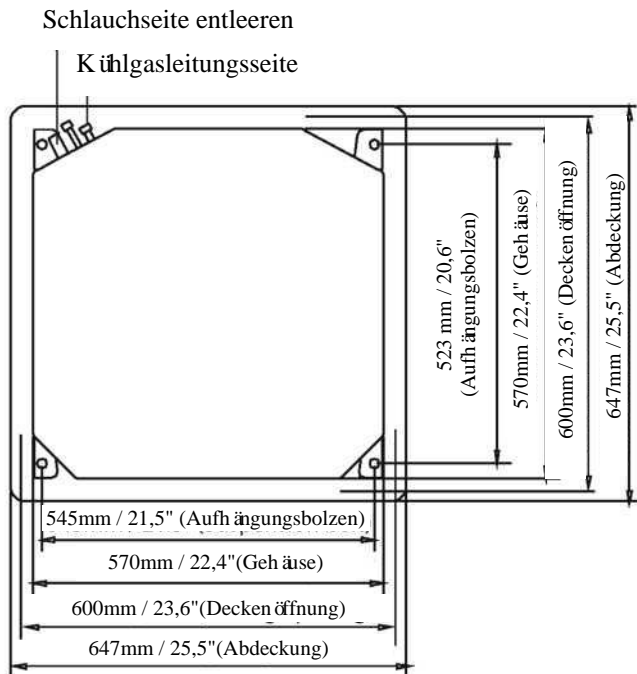 Schlauchseite entleeren
Kühlgasleitungsseite
523 mm / 20,6"
(Aufhängungsbolzen)
570mm / 22,4" (Gehäuse)
600mm / 23,6" (Deckenöffnung)
647mm / 25,5" (Abdeckung)
545mm / 21,5" (Aufhängungsbolzen)
570mm / 22,4"(Gehäuse)
600mm / 23,6"(Deckenöffnung)
647mm / 25,5"(Abdeckung)